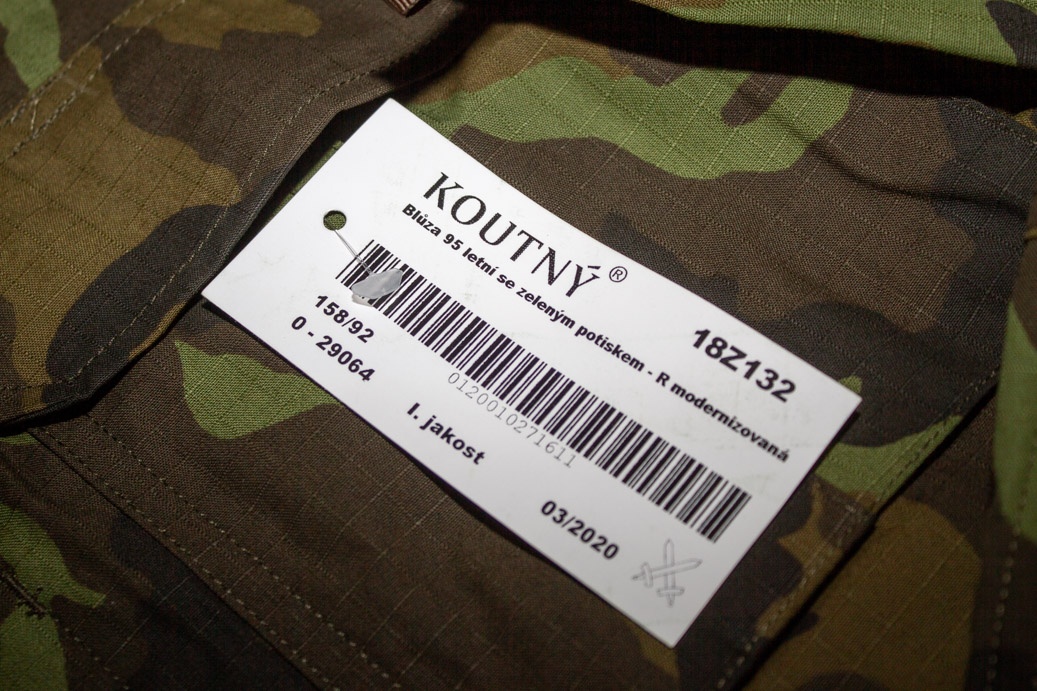 KOUTNÝ®
Blůza 95 letní se zeleným potiskem - R modernizovaná
18Z132
0120010271611
158/92
0 - 29064
I. jakost
03/2020